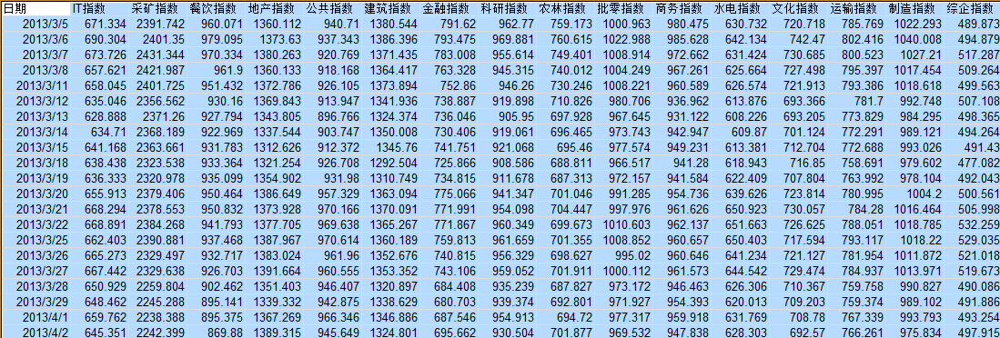 日期 IT指数 采矿指数 餐饮指数 地产指数 公共指数 建筑指数 金融指数 科研指数 农林指数 批零指数 商务指数 水电指数 文化指数 运输指数 制造指数 综企指数
2013/3/5 671.334 2391.742 960.071 1360.112 940.71 1380.544 791.62 962.77 759.173 1000.963 980.475 630.732 720.718 785.769 1022.293 489.873
2013/3/6 690.304 2401.35 979.095 1373.63 937.343 1386.396 793.475 969.881 760.615 1022.988 985.628 642.134 742.47 802.416 1040.008 494.879
2013/3/7 673.726 2431.344 970.334 1380.263 920.769 1371.435 783.008 955.614 749.401 1008.914 972.662 631.424 730.685 800.523 1027.21 517.287
2013/3/8 657.621 2421.987 961.9 1360.133 918.168 1364.417 763.328 945.315 740.012 1004.249 967.261 625.664 727.498 795.397 1017.454 509.264
2013/3/11 658.045 2401.725 951.432 1372.786 926.105 1373.894 752.86 946.26 730.246 1008.221 960.589 626.574 721.913 793.386 1018.618 499.563
2013/3/12 635.046 2356.562 930.16 1369.843 913.947 1341.936 738.887 919.898 710.826 980.706 936.962 613.876 693.366 781.7 992.748 507.108
2013/3/13 628.888 2371.26 927.794 1343.805 896.766 1324.374 736.046 905.95 697.928 967.645 931.122 608.226 693.205 773.829 984.295 498.365
2013/3/14 634.71 2368.189 922.969 1337.544 903.747 1350.008 730.406 919.061 696.465 973.743 942.947 609.87 701.124 772.291 989.121 494.264
2013/3/15 641.168 2363.661 931.783 1312.626 912.372 1345.76 741.751 921.068 695.46 977.574 949.231 613.381 712.704 772.688 993.026 491.43
2013/3/18 638.438 2323.538 933.364 1321.254 926.708 1292.504 725.866 908.586 688.811 966.517 941.28 618.943 716.85 758.691 979.602 477.082
2013/3/19 636.333 2320.978 935.099 1354.902 931.98 1310.749 734.815 911.678 687.313 972.157 941.584 622.409 707.804 763.992 978.104 492.043
2013/3/20 655.913 2379.406 950.464 1386.649 957.329 1363.094 775.066 941.347 701.046 991.285 954.736 639.626 723.814 780.995 1004.2 500.561
2013/3/21 668.294 2378.553 950.832 1373.928 970.166 1370.091 771.991 954.098 704.447 997.976 961.626 650.923 730.057 784.28 1016.464 505.998
2013/3/22 668.891 2384.268 941.793 1377.705 969.638 1365.267 771.867 960.349 699.673 1010.603 962.137 651.663 726.625 788.051 1018.785 532.259
2013/3/25 662.403 2390.881 937.468 1387.967 970.614 1360.189 759.813 961.659 701.355 1008.852 960.657 650.403 717.594 793.117 1018.22 529.035
2013/3/26 665.273 2329.497 932.717 1383.024 961.96 1352.676 740.815 956.329 698.627 995.02 960.646 641.234 721.127 781.954 1011.872 521.018
2013/3/27 667.442 2329.638 926.703 1391.664 960.555 1353.352 743.106 959.052 701.911 1000.112 961.573 644.542 729.474 784.937 1013.971 519.673
2013/3/28 650.929 2259.804 902.462 1351.403 946.407 1320.897 684.408 935.239 687.827 973.172 946.463 626.306 710.367 759.758 990.827 490.086
2013/3/29 648.462 2245.288 895.141 1339.332 942.875 1338.629 680.703 939.374 692.801 971.927 954.393 620.013 709.203 759.374 989.102 491.886
2013/4/1 659.762 2238.388 895.375 1367.269 966.346 1346.886 687.546 954.913 694.72 977.317 959.918 631.769 708.78 767.339 993.793 493.254
2013/4/2 645.351 2242.399 869.88 1389.315 945.649 1324.801 695.662 930.504 701.877 969.532 947.838 628.303 692.57 766.261 975.834 497.915